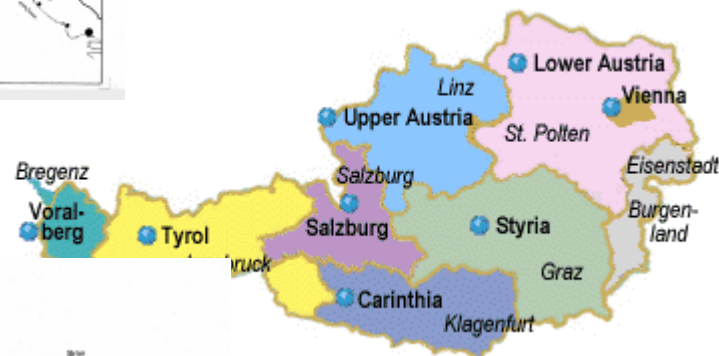 Linz
Lower Austria
Vienna
Upper Austria
St. Polten
Bregenz
Salzburg
Eisenstadt
Voral-
berg
Tyrol
Salzburg
Styria
Burgen-
land
Graz
Carinthia
Klagenfurt